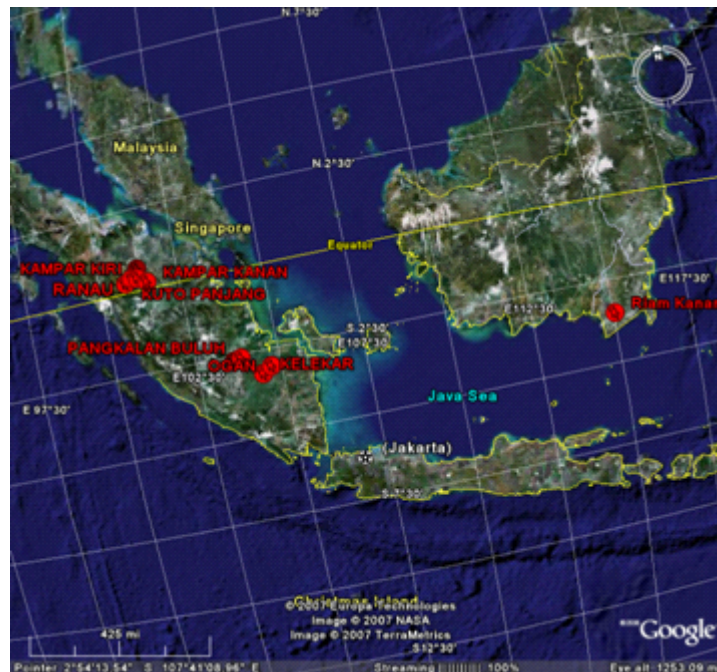 N.7°30'
Malaysia
N.2°30'
Singapore
Equator
KAMPAR KIRI
KAMPAR KANAN
RANAU
KUTO PANJANG
E117°30'
E112°30'
Riam Kanan
S.2°30'
E107°30'
PANGKALAN BULUH
OGAN
KELEKAR
E102°30'
E 97°30'
Java Sea
(Jakarta)
S.7°30'
Christmas Island
© 2007 Europa Technologies
Image © 2007 NASA
Image © 2007 TerraMetrics
S12°30'
Google
425 mi
Pointer 2°54'13.54" S 107°41'08.96" E
Streaming |||||||||| 100%
Eye alt 1253.09